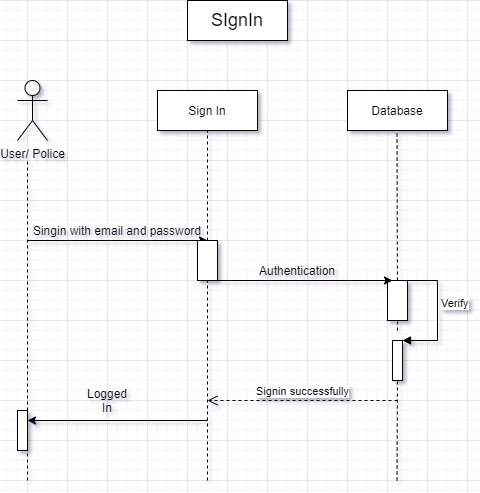 SIgnIn
Sign In
Database
User/ Police
Singin with email and password
Authentication
Verify
Signin successfully
Logged
In